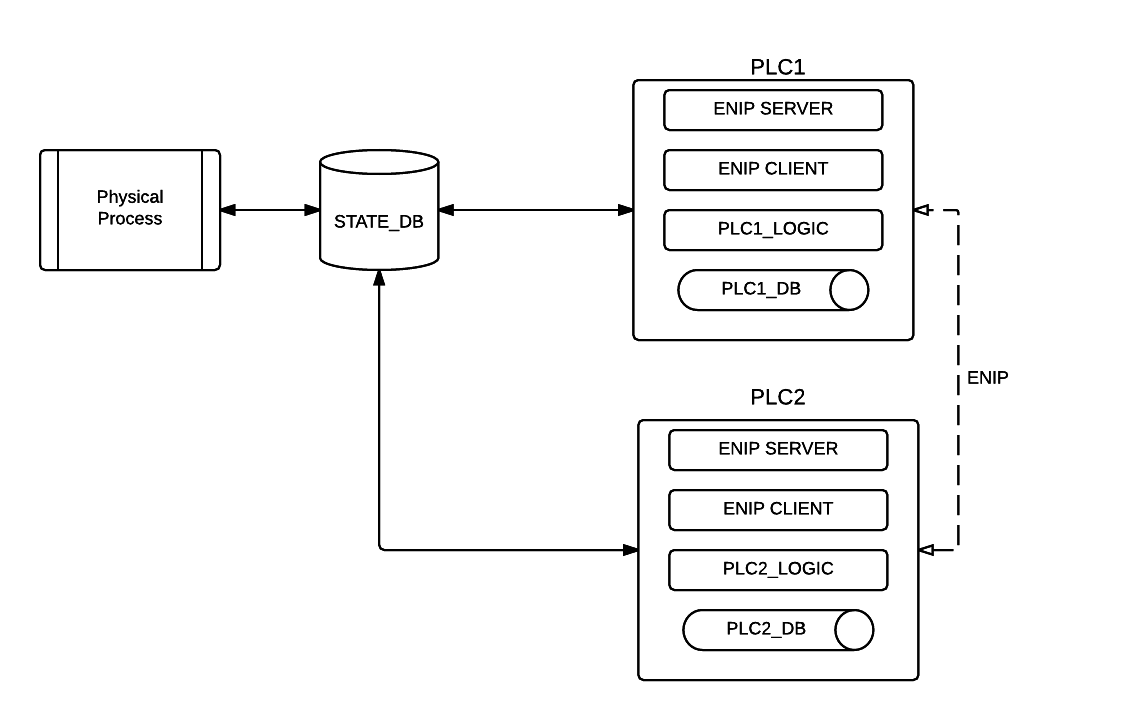 PLC1
ENIP SERVER
ENIP CLIENT
PLC1_LOGIC
PLC1_DB
Physical
Process
STATE_DB
ENIP
PLC2
ENIP SERVER
ENIP CLIENT
PLC2_LOGIC
PLC2_DB